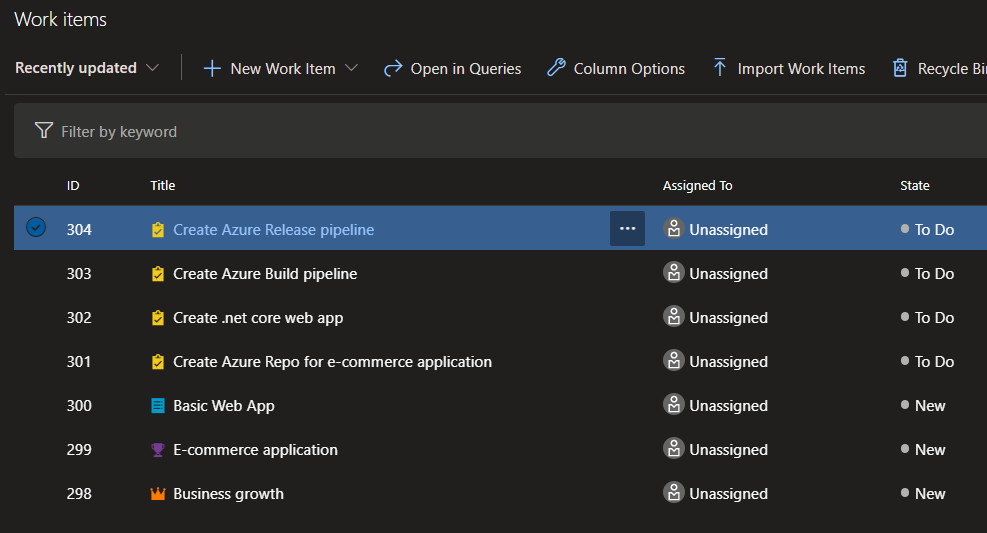 Work items
Recently updated New Work Item Open in Queries Column Options Import Work Items Recycle Bi
Filter by keyword
ID Title Assigned To State
304 Create Azure Release pipeline ... Unassigned To Do
303 Create Azure Build pipeline Unassigned To Do
302 Create .net core web app Unassigned To Do
301 Create Azure Repo for e-commerce application Unassigned To Do
300 Basic Web App Unassigned New
299 E-commerce application Unassigned New
298 Business growth Unassigned New